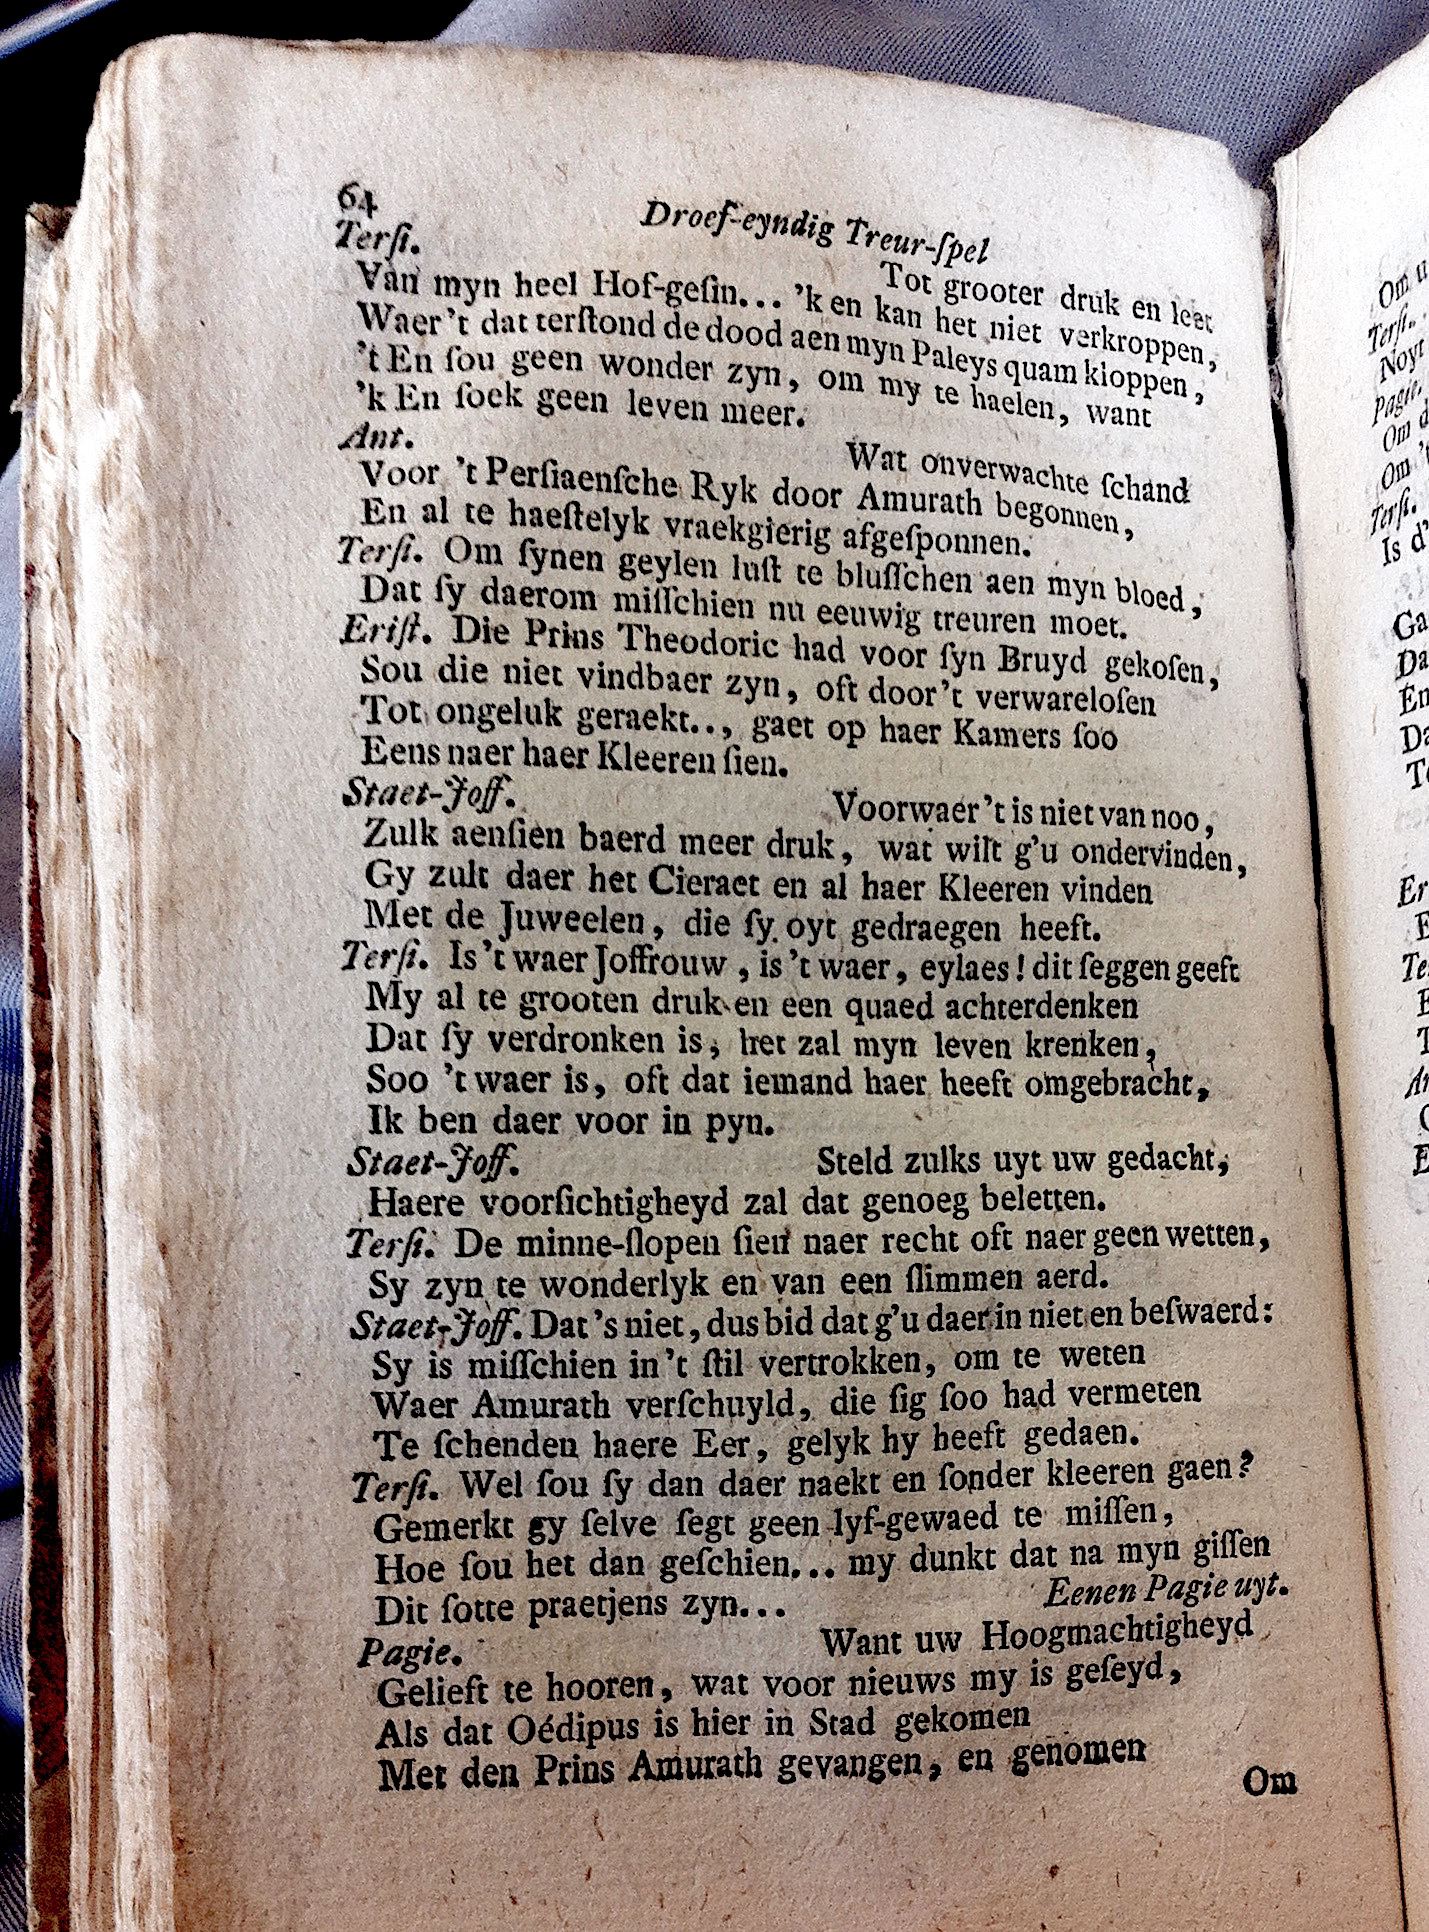 64
Droef-eyndig Treur-ſpel
Terſi.
Tot grooter druk en leet
Van myn heel Hof-geſin... 'k en kan het niet verkroppen,
Waer 't dat terſtond de dood aen myn Paleys quam kloppen,
't En ſou geen wonder zyn, om my te haelen, want
'k En ſoek geen leven meer.
Ant.
Wat onverwachte ſchand
Voor 't Perſiaenſche Ryk door Amurath begonnen,
En al te haeſtelyk vraekgierig afgeſponnen.
Terſi. Om ſynen geylen luſt te bluſſchen aen myn bloed,
Dat ſy daerom miſſchien nu eeuwig treuren moet.
Eriſt. Die Prins Theodoric had voor ſyn Bruyd gekoſen,
Sou die niet vindbaer zyn, oft door't verwareloſen
Tot ongeluk geraekt.., gaet op haer Kamers ſoo
Eens naer haer Kleeren ſien.
Staet-Joff.
Voorwaer 't is niet van noo,
Zulk aenſien baerd meer druk, wat wilt g'u ondervinden,
Gy zult daer het Cieraet en al haer Kleeren vinden
Met de Juweelen, die ſy oyt gedraegen heeft.
Terſi. Is 't waer Joffrouw, is 't waer, eylaes! dit ſeggen geeft
My al te grooten druk en een quaed achterdenken
Dat ſy verdronken is, het zal myn leven krenken,
Soo 't waer is, oft dat iemand haer heeft omgebracht,
Ik ben daer voor in pyn.
Staet-Joff.
Steld zulks uyt uw gedacht,
Haere voorſichtigheyd zal dat genoeg beletten.
Terſi. De minne-ſlopen ſien naer recht oft naer geen wetten,
Sy zyn te wonderlyk en van een ſlimmen aerd.
Staet-Joff. Dat 's niet, dus bid dat g'u daer in niet en beſwaerd:
Sy is miſſchien in 't ſtil vertrokken, om te weten
Waer Amurath verſchuyld, die ſig ſoo had vermeten
Te ſchenden haere Eer, gelyk hy heeft gedaen.
Terſi. Wel ſou ſy dan daer naekt en ſonder kleeren gaen?
Gemerkt gy ſelve ſegt geen lyf-gewaed te miſſen,
Hoe ſou het dan geſchien... my dunkt dat na myn giſſen
Dit ſotte praetjens zyn...
Eenen Pagie uyt.
Pagie.
Want uw Hoogmachtigheyd
Gelieft te hooren, wat voor nieuws my is geſeyd,
Als dat Oédipus is hier in Stad gekomen
Met den Prins Amurath gevangen, en genomen
Om
Om
Terſi.
Noyt
Pagie.
Om
Om
Terſi.
Is d'